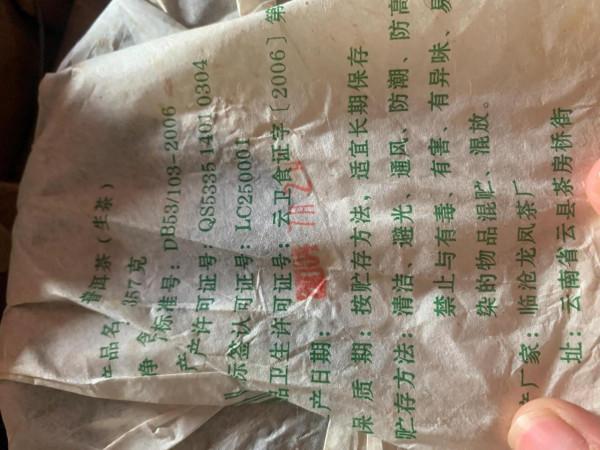 产品名：普洱茶（生茶）
净 含 357克
标准号：DB53/103-2006
产许可证号：QS5335 1401 0304
标签认可证号：LC250001
品卫生许可证号：云卫食证字［2006］第
产日期：
保 质 期：按贮存方法，适宜长期保存
贮存方法：清洁、避光、通风、防潮、防高
禁止与有毒、有害、有异味、易
染的物品混贮、混放。
产厂家：临沧龙凤茶厂
址：云南省云县茶房桥街